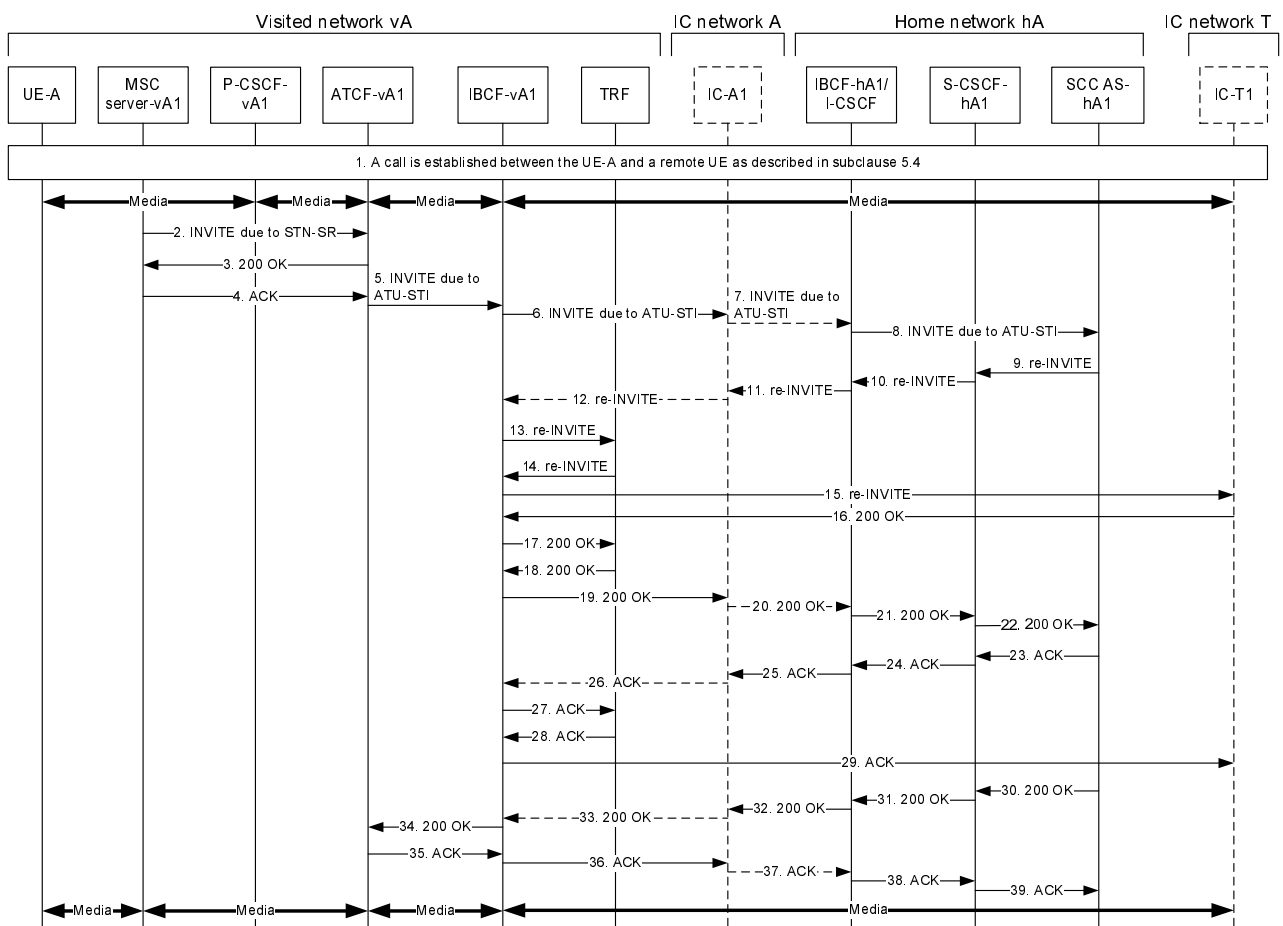 Visited network vA
IC network A
Home network hA
IC network T
UE-A
MSC
server-vA1
P-CSCF-
vA1
ATCF-vA1
IBCF-vA1
TRF
IC-A1
IBCF-hA1/
I-CSCF
S-CSCF-
hA1
SCC AS-
hA1
IC-T1
1. A call is established between the UE-A and a remote UE as described in subclause 5.4
Media
Media
Media
Media
2. INVITE due to STN-SR
3. 200 OK
4. ACK
5. INVITE due to
ATU-STI
6. INVITE due to ATU-STI
7. INVITE due to
ATU-STI
8. INVITE due to ATU-STI
9. re-INVITE
10. re-INVITE
11. re-INVITE
12. re-INVITE
13. re-INVITE
14. re-INVITE
15. re-INVITE
16. 200 OK
17. 200 OK
18. 200 OK
19. 200 OK
20. 200 OK
21. 200 OK
22. 200 OK
23. ACK
24. ACK
25. ACK
26. ACK
27. ACK
28. ACK
29. ACK
30. 200 OK
31. 200 OK
32. 200 OK
33. 200 OK
34. 200 OK
35. ACK
36. ACK
37. ACK
38. ACK
39. ACK
Media
Media
Media
Media